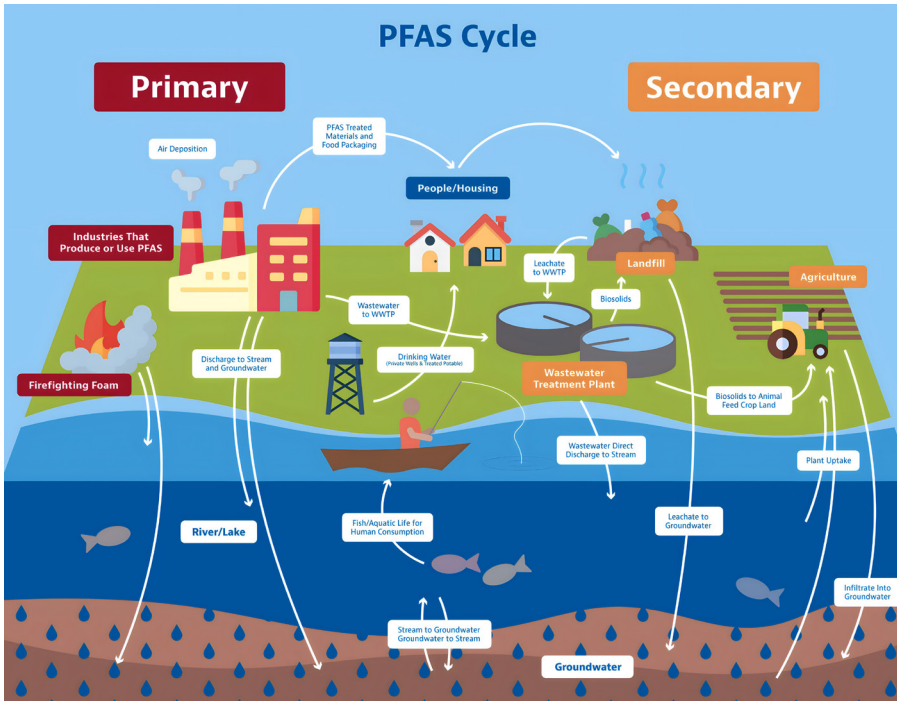 PFAS Cycle
Primary
Secondary
PFAS Treated
Materials and
Food Packaging
Air Deposition
People/Housing
Industries That
Produce or Use PFAS
Leachate
to WWTP
Landfill
Agriculture
Biosolids
Wastewater
to WWTP
Discharge to Stream
and Groundwater
Drinking Water
(Private Wells & Treated Potable)
Firefighting Foam
Wastewater
Treatment Plant
Biosolids to Animal
Feed Crop Land
Wastewater Direct
Discharge to Stream
Plant Uptake
River/Lake
Fish/Aquatic Life for
Human Consumption
Leachate to
Groundwater
Infiltrate Into
Groundwater
Stream to Groundwater
Groundwater to Stream
Groundwater